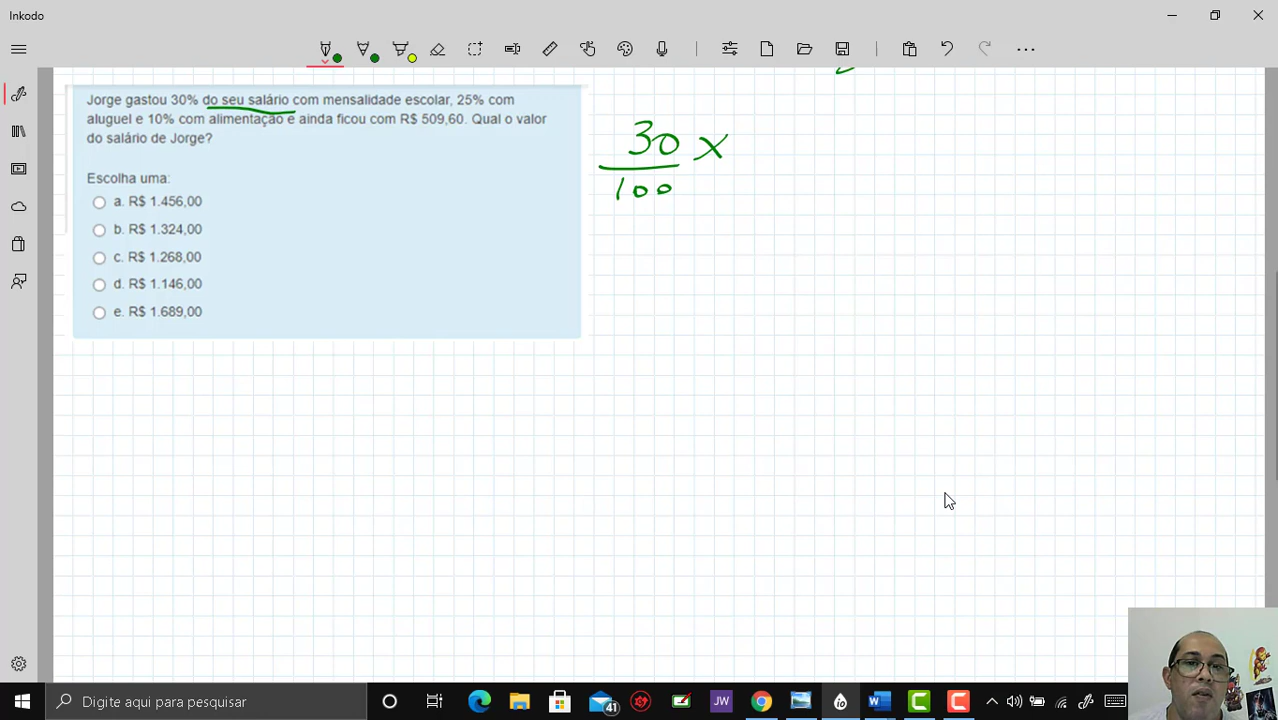 Inkodo
Jorge gastou 30% do seu salário com mensalidade escolar, 25% com
aluguel e 10% com alimentação e ainda ficou com R$ 509,60. Qual o valor
do salário de Jorge?
Escolha uma:
a. R$ 1.456,00
b. R$ 1.324,00
c. R$ 1.268,00
d. R$ 1.146,00
e. R$ 1.689,00
30 x
100
Digite aqui para pesquisar
41
JW